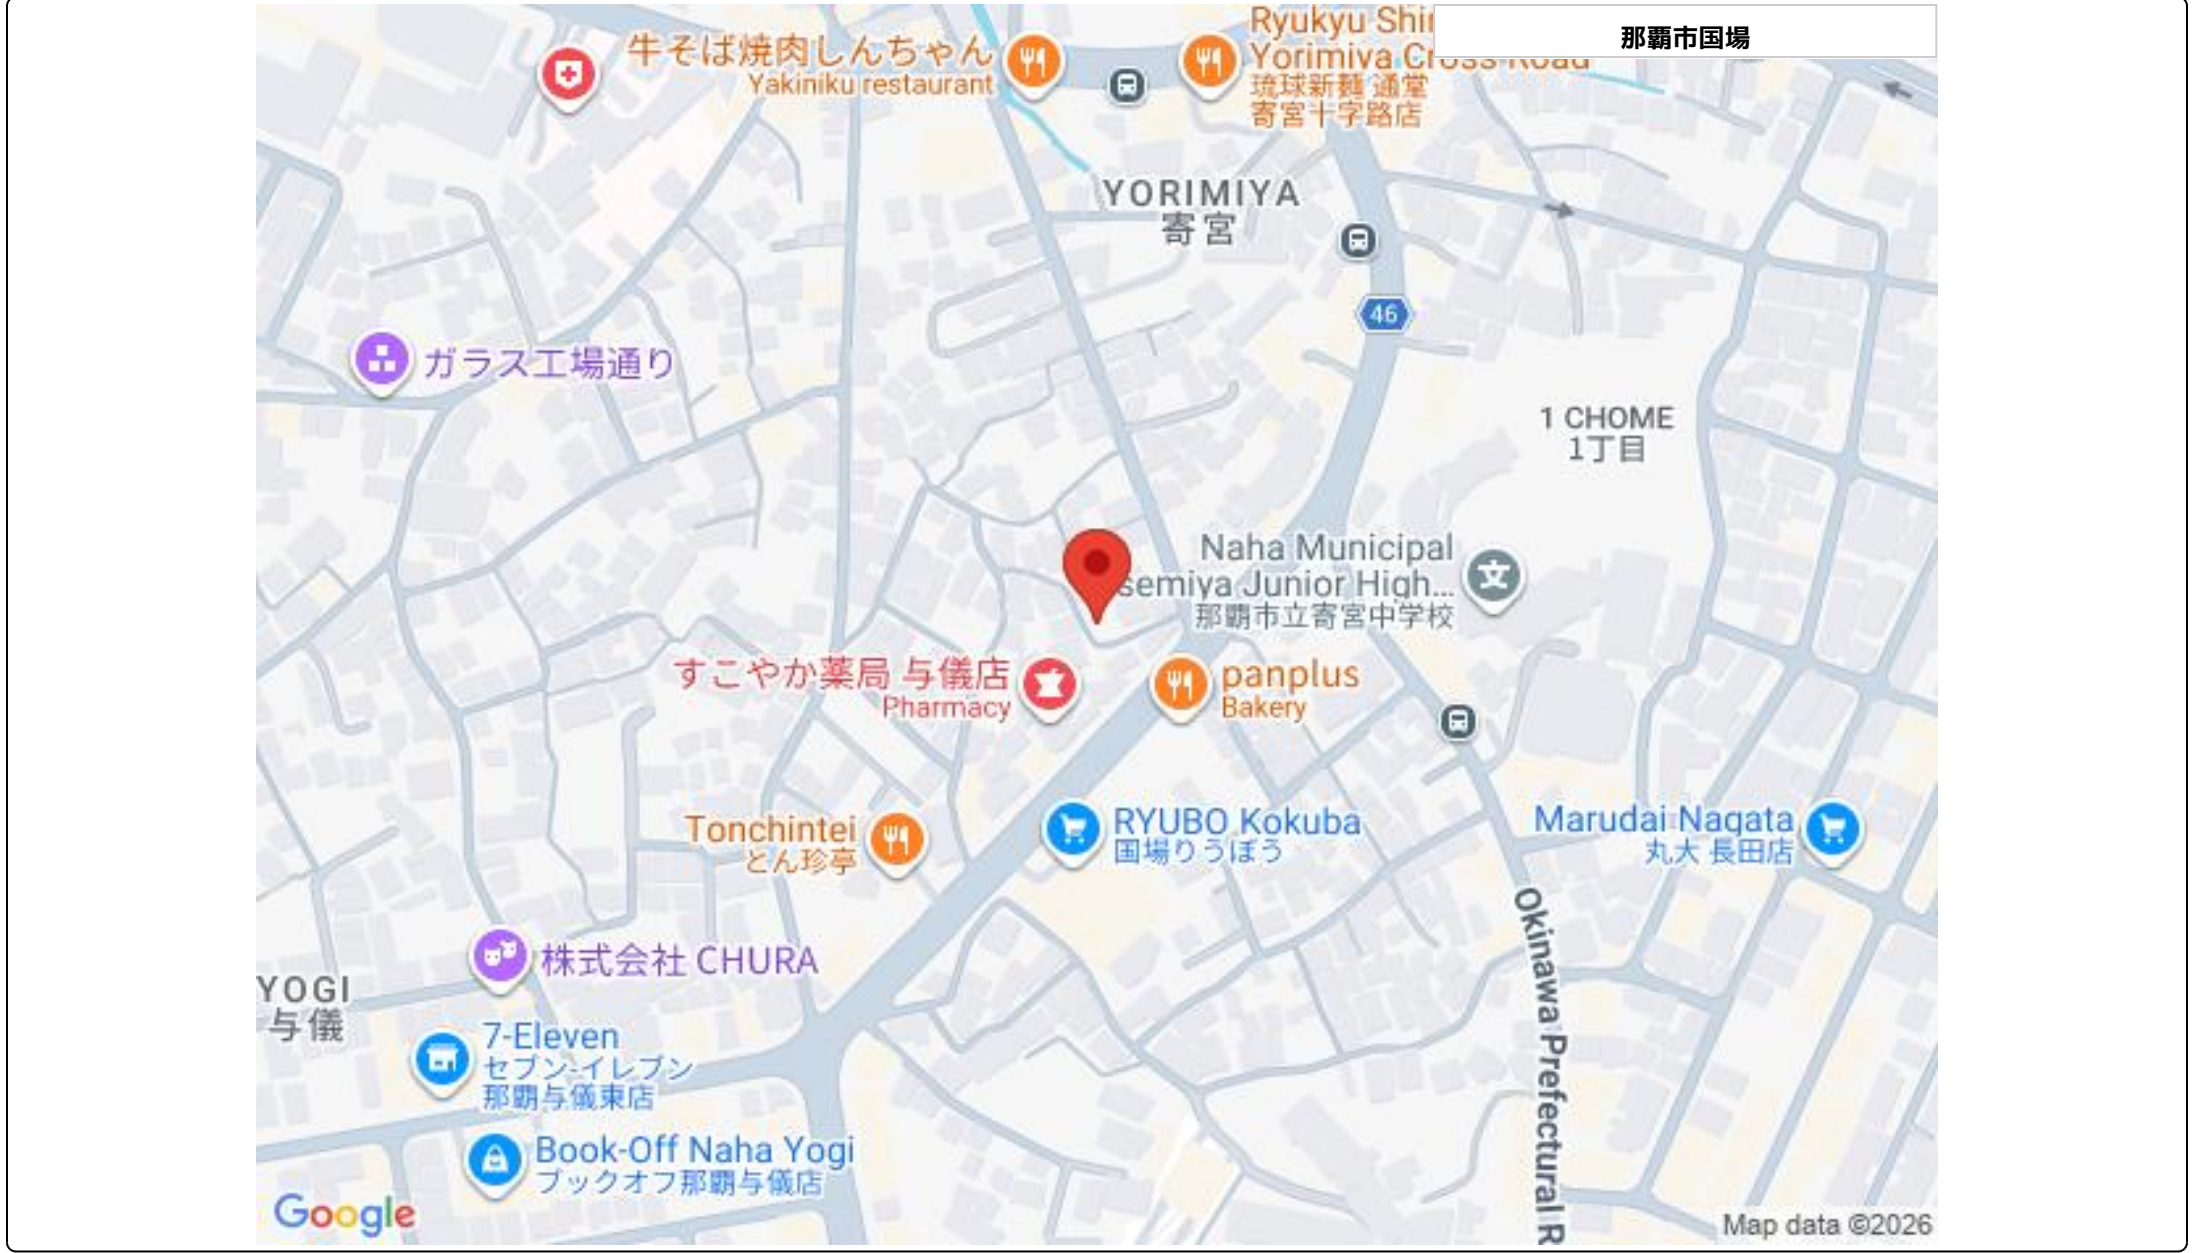 那覇市国場
牛そば焼肉しんちゃん
Yakiniku restaurant
Ryukyu Shi
Yorimiya Cross Road
琉球新麺 通堂
寄宮十字路店
YORIMIYA
寄宮
46
ガラス工場通り
1 CHOME
1丁目
Naha Municipal
semiya Junior High...
那覇市立寄宮中学校
文
すこやか薬局 与儀店
Pharmacy
panplus
Bakery
Tonchintei
とん珍亭
RYUBO Kokuba
国場りうぼう
Marudai Nagata
丸大 長田店
株式会社 CHURA
YOGI
与儀
7-Eleven
セブン-イレブン
那覇与儀東店
Book-Off Naha Yogi
ブックオフ那覇与儀店
Okinawa Prefectural R
Google
Map data ©2026